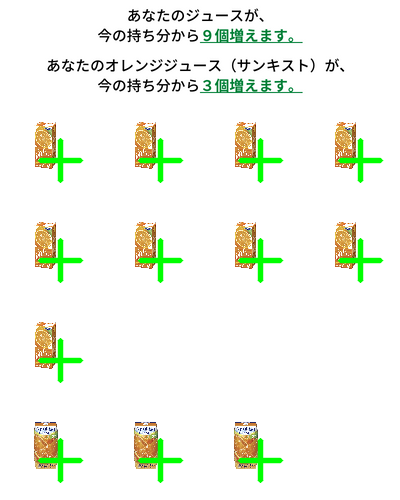 あなたのジュースが、
今の持ち分から９個増えます。
あなたのオレンジジュース（サンキスト）が、
今の持ち分から３個増えます。